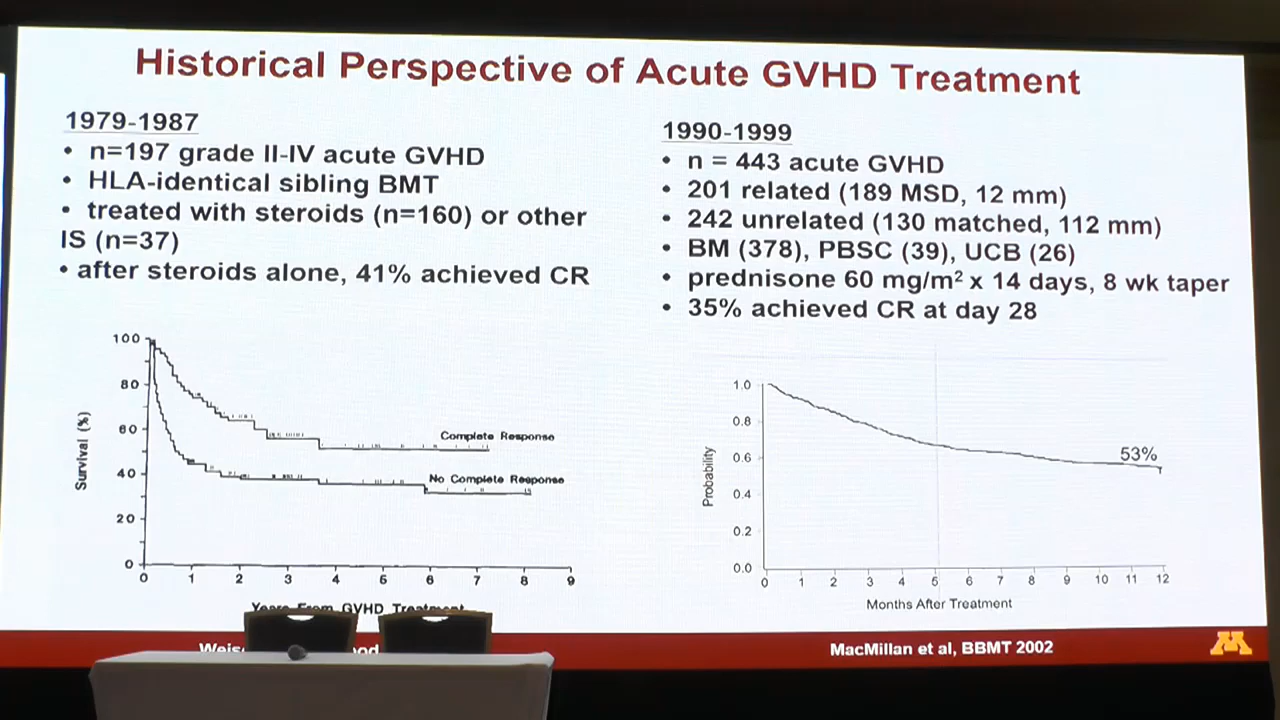 Historical Perspective of Acute GVHD Treatment
1979-1987
• n=197 grade II-IV acute GVHD
• HLA-identical sibling BMT
• treated with steroids (n=160) or other
IS (n=37)
• after steroids alone, 41% achieved CR
100
80
60
40
20
0
Survival (%)
Complete Response
No Complete Response
0 1 2 3 4 5 6 7 8 9
GVHD
1990-1999
• n = 443 acute GVHD
• 201 related (189 MSD, 12 mm)
• 242 unrelated (130 matched, 112 mm)
• BM (378), PBSC (39), UCB (26)
• prednisone 60 mg/m² x 14 days, 8 wk taper
• 35% achieved CR at day 28
1.0
0.8
0.6
0.4
0.2
0.0
Probability
53%
0 1 2 3 4 5 6 7 8 9 10 11 12
Months After Treatment
MacMillan et al, BBMT 2002
M